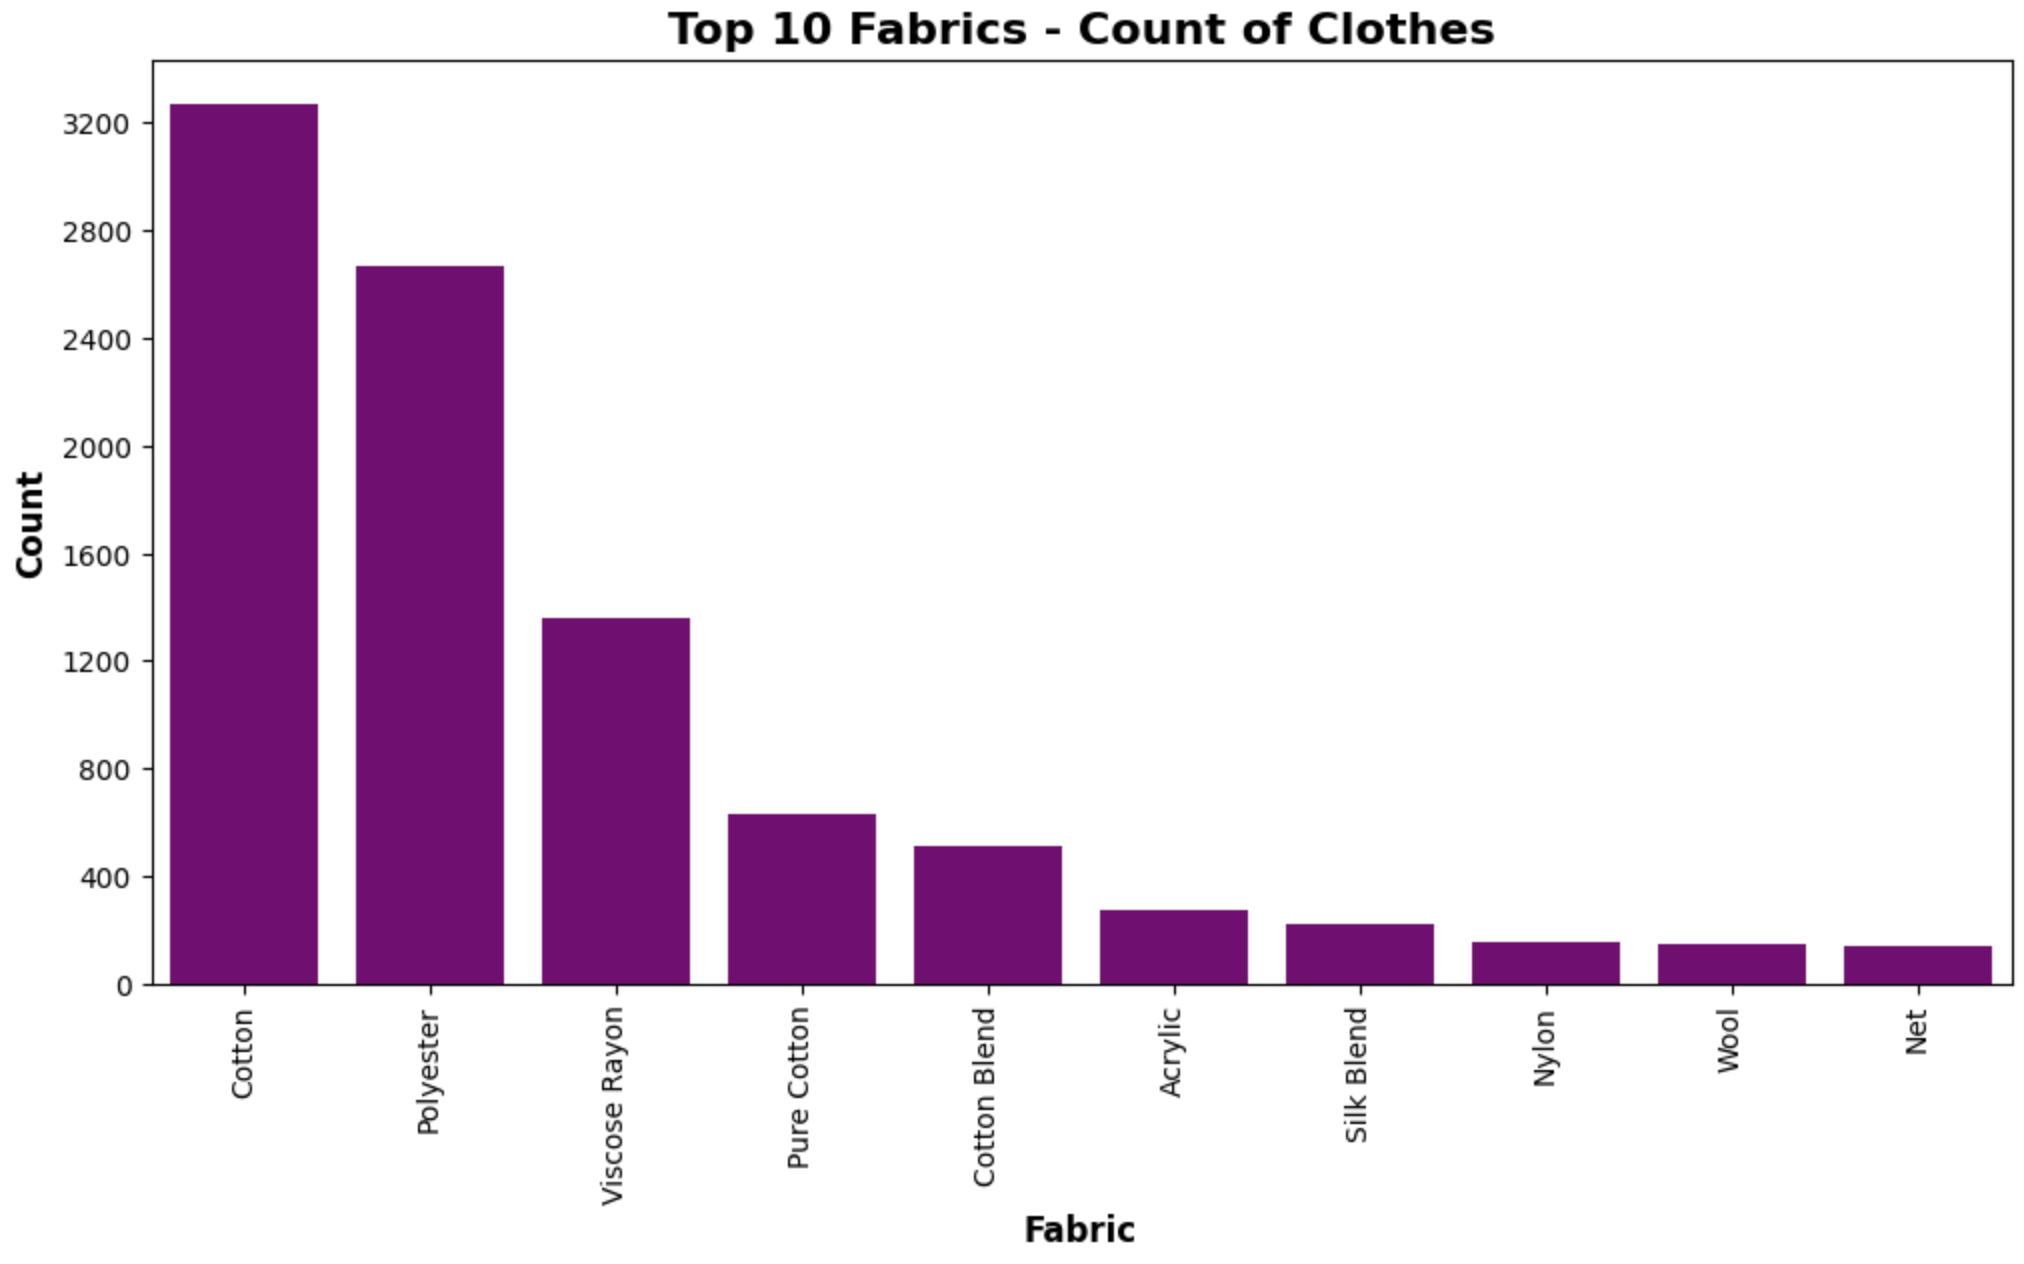 Top 10 Fabrics - Count of Clothes
Count
3200
2800
2400
2000
1600
1200
800
400
0
Cotton
Polyester
Viscose Rayon
Pure Cotton
Cotton Blend
Acrylic
Silk Blend
Nylon
Wool
Net
Fabric